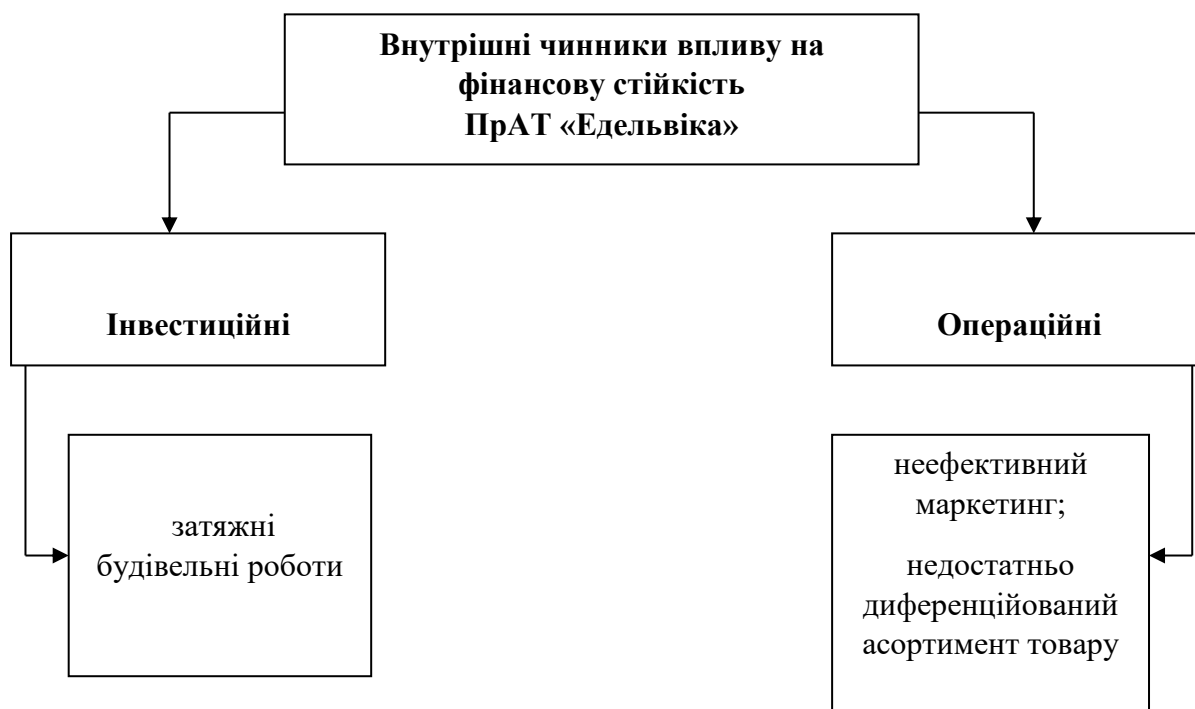 Внутрішні чинники впливу на
фінансову стійкість
ПрАТ «Едельвіка»
Інвестиційні
Операційні
затяжні
будівельні роботи
неефективний
маркетинг;
недостатньо
диференційований
асортимент товару